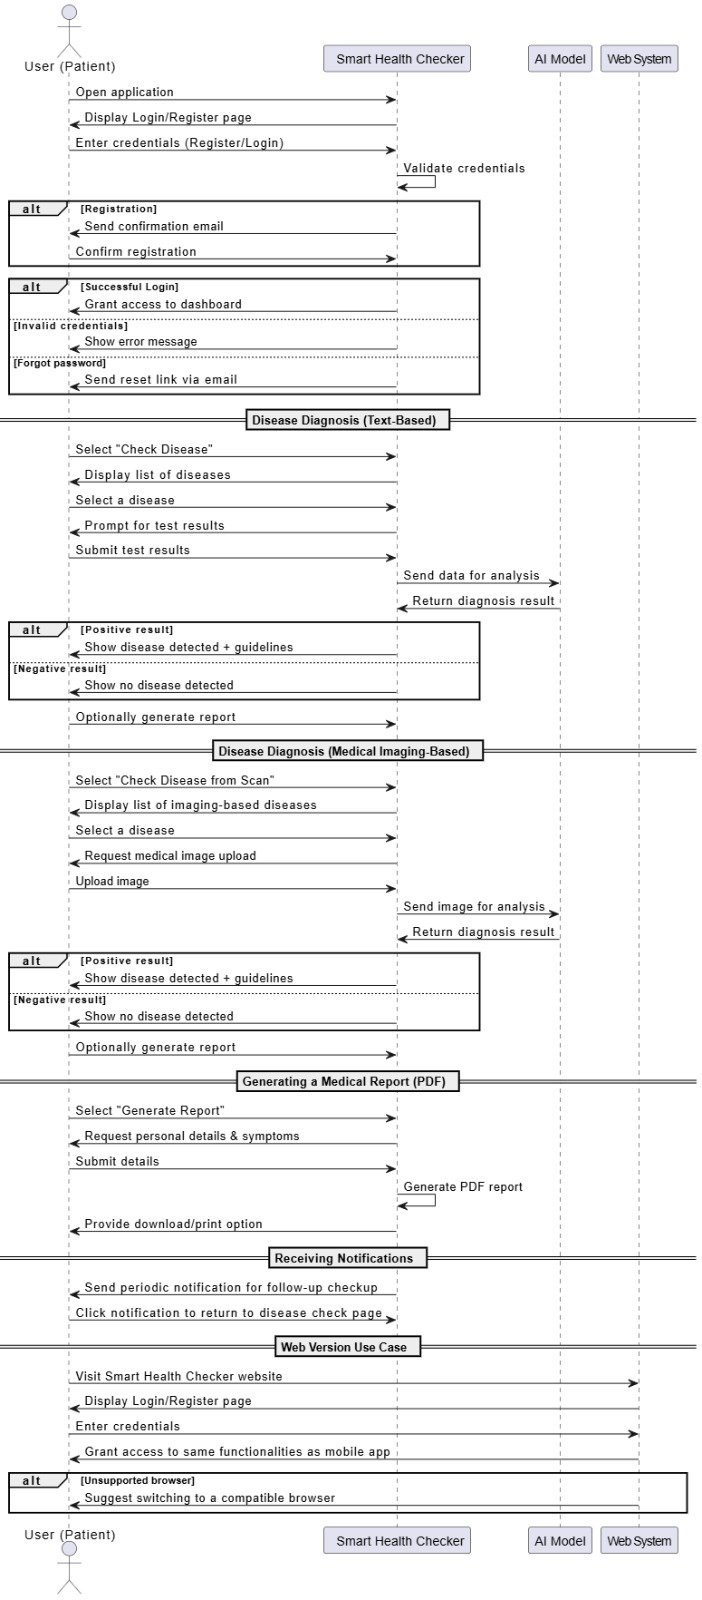 User (Patient)
Smart Health Checker
AI Model
Web System
Open application
Display Login/Register page
Enter credentials (Register/Login)
Validate credentials
alt [Registration]
Send confirmation email
Confirm registration
alt [Successful Login]
Grant access to dashboard
[Invalid credentials]
Show error message
[Forgot password]
Send reset link via email
Disease Diagnosis (Text-Based)
Select "Check Disease"
Display list of diseases
Select a disease
Prompt for test results
Submit test results
Send data for analysis
Return diagnosis result
alt [Positive result]
Show disease detected + guidelines
[Negative result]
Show no disease detected
Optionally generate report
Disease Diagnosis (Medical Imaging-Based)
Select "Check Disease from Scan"
Display list of imaging-based diseases
Select a disease
Request medical image upload
Upload image
Send image for analysis
Return diagnosis result
alt [Positive result]
Show disease detected + guidelines
[Negative result]
Show no disease detected
Optionally generate report
Generating a Medical Report (PDF)
Select "Generate Report"
Request personal details & symptoms
Submit details
Generate PDF report
Provide download/print option
Receiving Notifications
Send periodic notification for follow-up checkup
Click notification to return to disease check page
Web Version Use Case
Visit Smart Health Checker website
Display Login/Register page
Enter credentials
Grant access to same functionalities as mobile app
alt [Unsupported browser]
Suggest switching to a compatible browser
User (Patient)
Smart Health Checker
AI Model
Web System